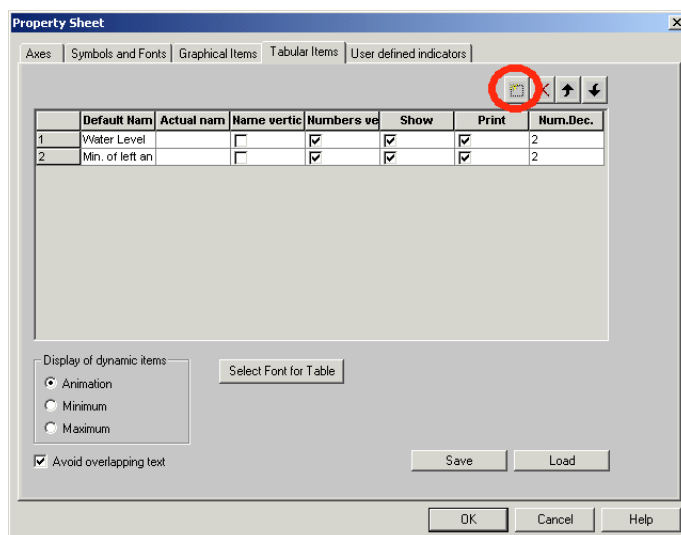 Property Sheet
Axes Symbols and Fonts Graphical Items Tabular Items User defined indicators
Default Nam Actual nam Name vertic Numbers ve Show Print Num.Dec.
1 Water Level 2
2 Min. of left an 2
Display of dynamic items
Animation
Minimum
Maximum
Select Font for Table
Avoid overlapping text
Save Load
OK Cancel Help